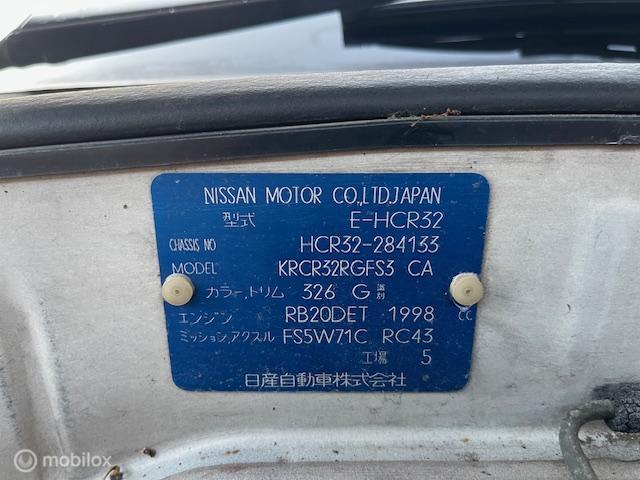 NISSAN MOTOR CO.,LTD.JAPAN
型式 E-HCR32
CHASSIS NO HCR32-284133
MODEL KRCR32RGFS3 CA
カラー,トリム 326 G 識別
エンジン RB20DET 1998 CC
ミッション,アクスル FS5W71C RC43
工場 5
日産自動車株式会社
mobilox